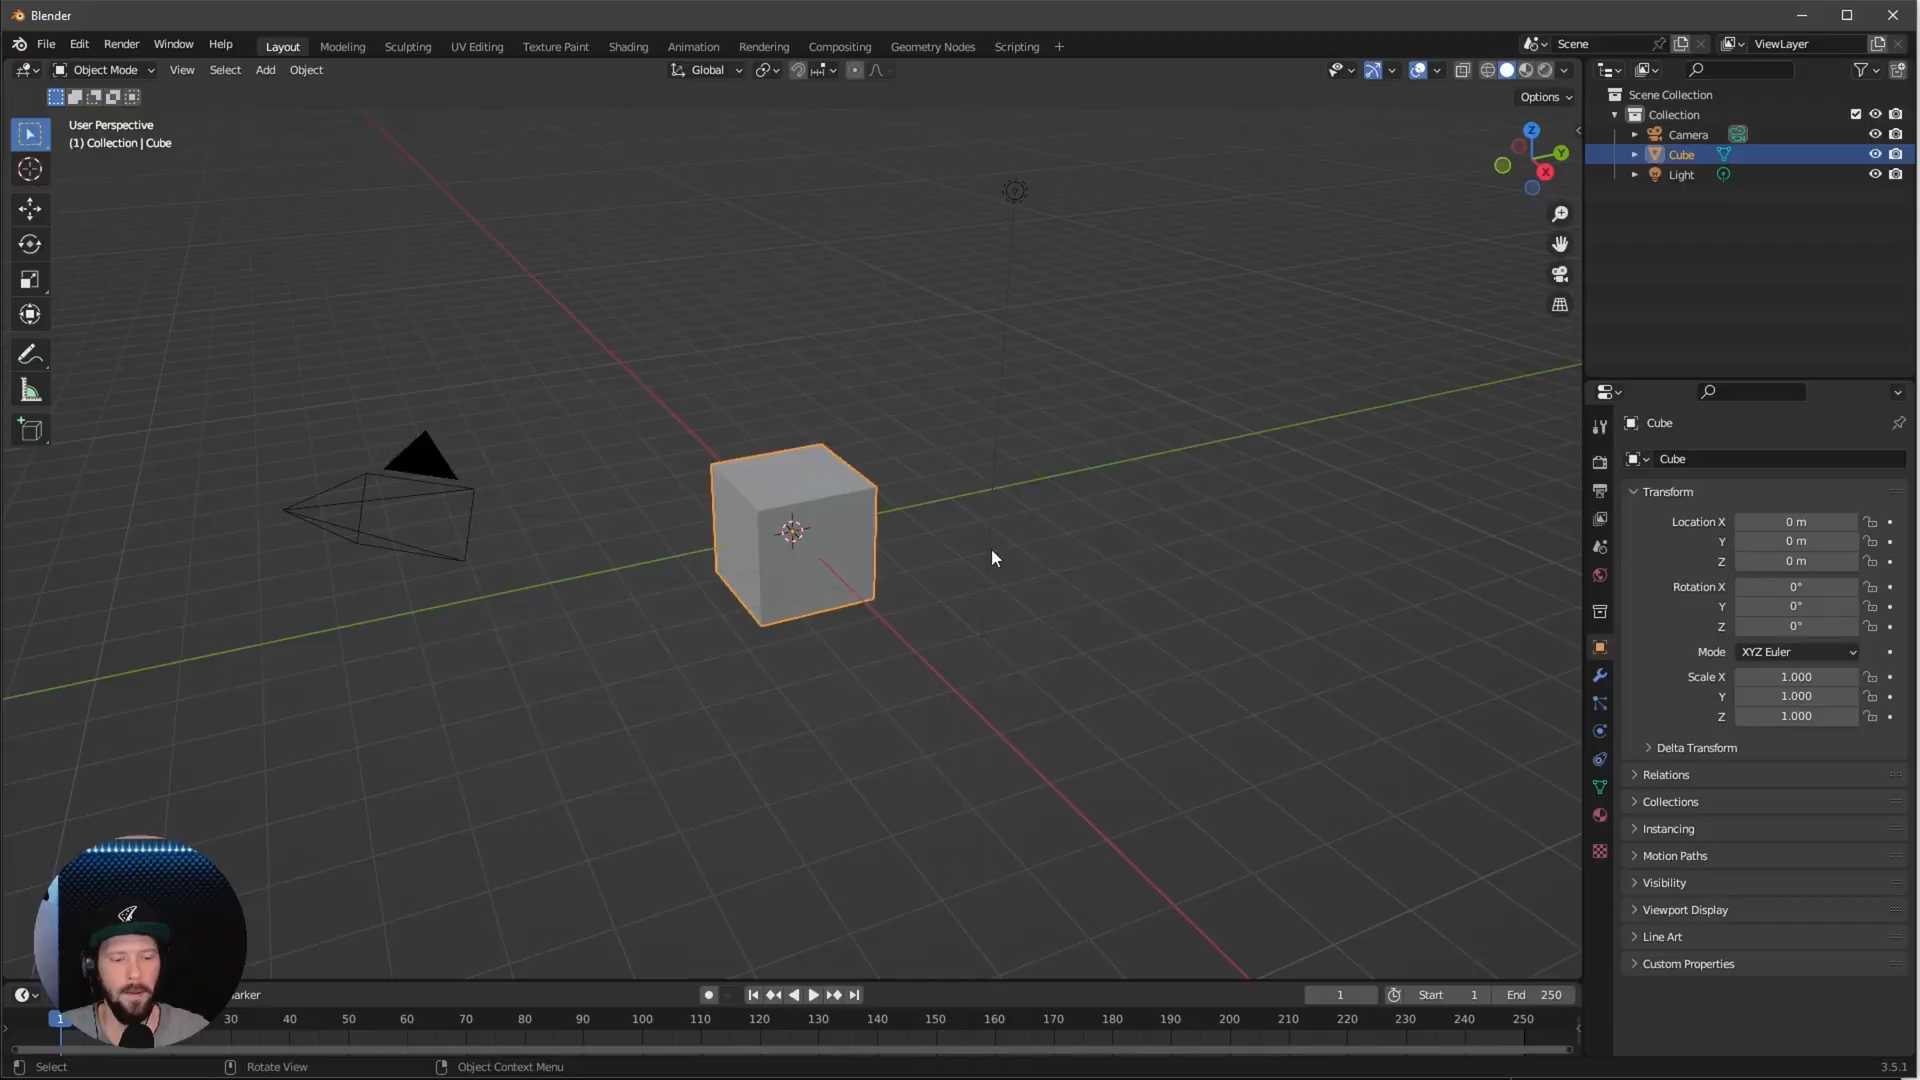 Blender
File Edit Render Window Help Layout Modeling Sculpting UV Editing Texture Paint Shading Animation Rendering Compositing Geometry Nodes Scripting + Scene ViewLayer
Object Mode View Select Add Object Global
Options
User Perspective
(1) Collection | Cube
Z
Y
X
Scene Collection
Collection
Camera
Cube
Light
Cube
Cube
Transform
Location X 0 m
Y 0 m
Z 0 m
Rotation X 0°
Y 0°
Z 0°
Mode XYZ Euler
Scale X 1.000
Y 1.000
Z 1.000
Delta Transform
Relations
Collections
Instancing
Motion Paths
Visibility
Viewport Display
Line Art
Custom Properties
arker 1 Start 1 End 250
1 30 40 50 60 70 80 90 100 110 120 130 140 150 160 170 180 190 200 210 220 230 240 250
Select Rotate View Object Context Menu 3.5.1